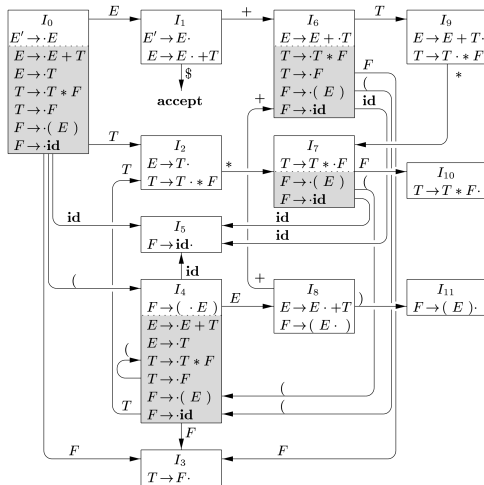 I₀
E′ → ·E
E → ·E + T
E → ·T
T → ·T * F
T → ·F
F → ·( E )
F → ·id
E
I₁
E′ → E·
E → E · +T
$
accept
+
I₆
E → E + ·T
T → ·T * F
T → ·F
F → ·( E )
F → ·id
T
I₉
E → E + T·
T → T · * F
*
F
(
id
+
T
I₂
E → T·
T → T · * F
T
*
I₇
T → T * ·F
F → ·( E )
F → ·id
F
(
I₁₀
T → T * F·
id
I₅
F → id·
id
id
id
(
I₄
F → ( · E )
E → ·E + T
E → ·T
T → ·T * F
T → ·F
F → ·( E )
F → ·id
(
T
E
+
I₈
E → E · +T
F → ( E · )
)
I₁₁
F → ( E )·
(
(
F
F
I₃
T → F·
F